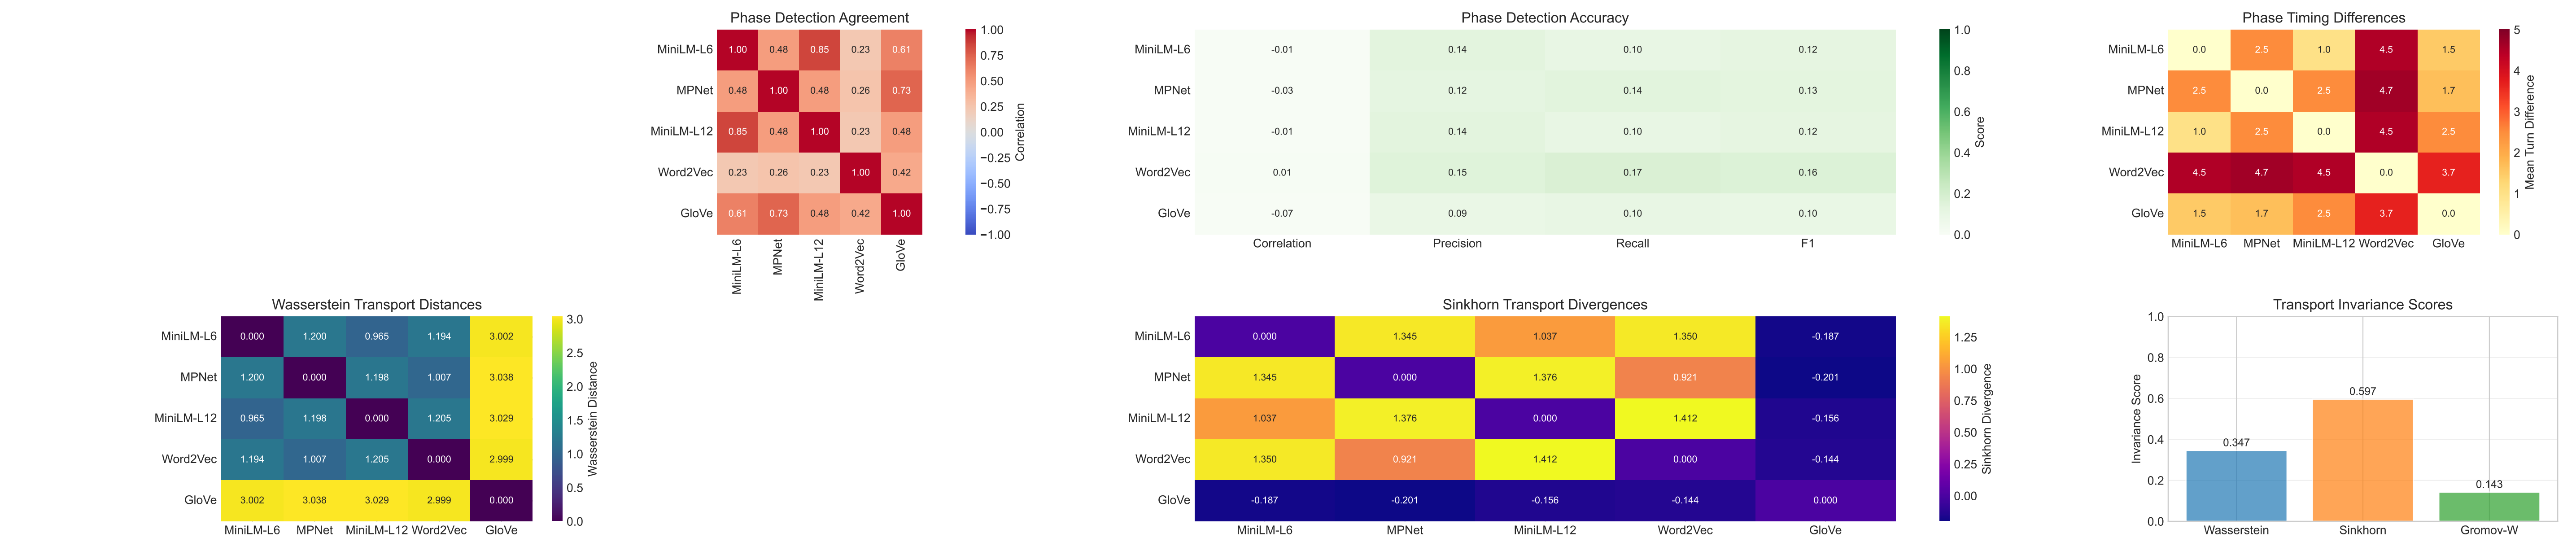 Phase Detection Agreement
MiniLM-L6 1.00 0.48 0.85 0.23 0.61
MPNet 0.48 1.00 0.48 0.26 0.73
MiniLM-L12 0.85 0.48 1.00 0.23 0.48
Word2Vec 0.23 0.26 0.23 1.00 0.42
GloVe 0.61 0.73 0.48 0.42 1.00
MiniLM-L6 MPNet MiniLM-L12 Word2Vec GloVe
1.00
0.75
0.50
0.25
0.00
−0.25
−0.50
−0.75
−1.00
Correlation
Phase Detection Accuracy
MiniLM-L6 -0.01 0.14 0.10 0.12
MPNet -0.03 0.12 0.14 0.13
MiniLM-L12 -0.01 0.14 0.10 0.12
Word2Vec 0.01 0.15 0.17 0.16
GloVe -0.07 0.09 0.10 0.10
Correlation Precision Recall F1
1.0
0.8
0.6
0.4
0.2
0.0
Score
Phase Timing Differences
MiniLM-L6 0.0 2.5 1.0 4.5 1.5
MPNet 2.5 0.0 2.5 4.7 1.7
MiniLM-L12 1.0 2.5 0.0 4.5 2.5
Word2Vec 4.5 4.7 4.5 0.0 3.7
GloVe 1.5 1.7 2.5 3.7 0.0
MiniLM-L6 MPNet MiniLM-L12 Word2Vec GloVe
5
4
3
2
1
0
Mean Turn Difference
Wasserstein Transport Distances
MiniLM-L6 0.000 1.200 0.965 1.194 3.002
MPNet 1.200 0.000 1.198 1.007 3.038
MiniLM-L12 0.965 1.198 0.000 1.205 3.029
Word2Vec 1.194 1.007 1.205 0.000 2.999
GloVe 3.002 3.038 3.029 2.999 0.000
MiniLM-L6 MPNet MiniLM-L12 Word2Vec GloVe
3.0
2.5
2.0
1.5
1.0
0.5
0.0
Wasserstein Distance
Sinkhorn Transport Divergences
MiniLM-L6 0.000 1.345 1.037 1.350 -0.187
MPNet 1.345 0.000 1.376 0.921 -0.201
MiniLM-L12 1.037 1.376 0.000 1.412 -0.156
Word2Vec 1.350 0.921 1.412 0.000 -0.144
GloVe -0.187 -0.201 -0.156 -0.144 0.000
MiniLM-L6 MPNet MiniLM-L12 Word2Vec GloVe
1.25
1.00
0.75
0.50
0.25
0.00
Sinkhorn Divergence
Transport Invariance Scores
1.0
0.8
0.6
0.4
0.2
0.0
Invariance Score
0.347
0.597
0.143
Wasserstein Sinkhorn Gromov-W